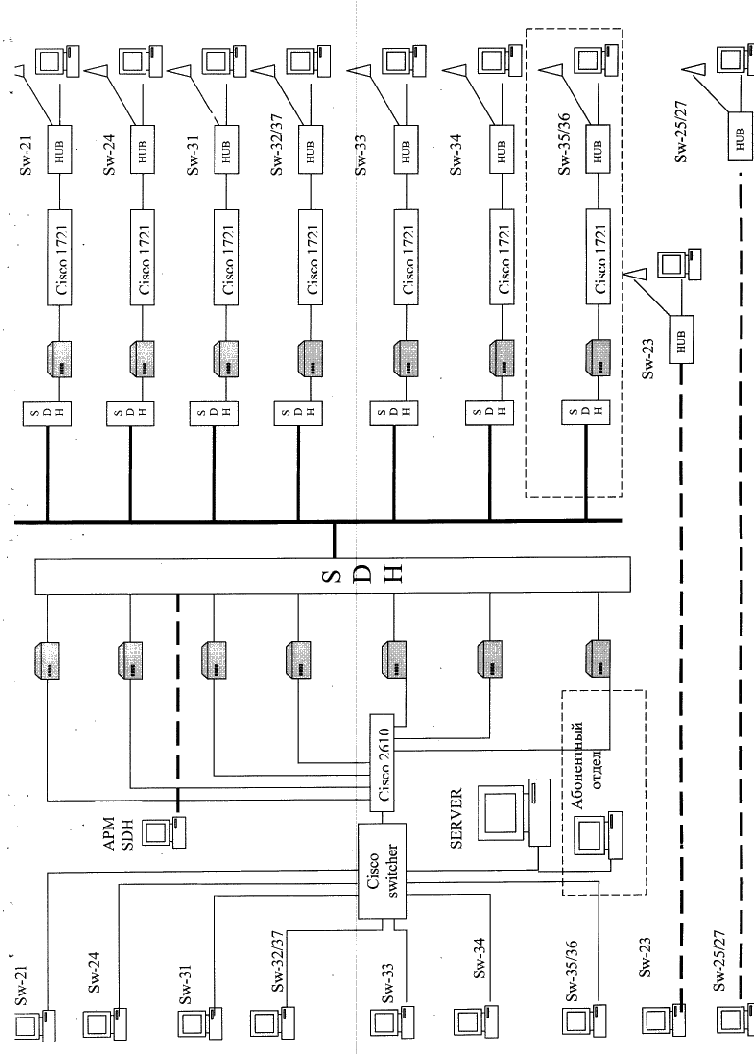 Sw-21
Sw-24
Sw-31
Sw-32/37
Sw-33
Sw-34
Sw-35/36
Sw-25/27
HUB
HUB
HUB
HUB
HUB
HUB
HUB
HUB
Cisco 1721
Cisco 1721
Cisco 1721
Cisco 1721
Cisco 1721
Cisco 1721
Cisco 1721
Sw-23
HUB
SDH
SDH
SDH
SDH
SDH
SDH
SDH
SDH
Cisco 2610
АРМ
SDH
SERVER
Абонентный
отдел
Cisco
switcher
Sw-21
Sw-24
Sw-31
Sw-32/37
Sw-33
Sw-34
Sw-35/36
Sw-23
Sw-25/27